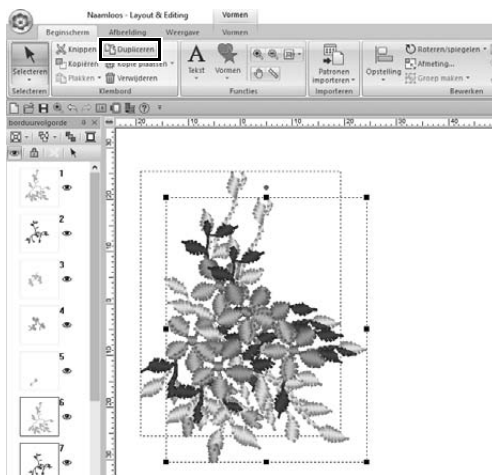 Naamloos - Layout & Editing
Vormen
Beginscherm Afbeelding Weergave Vormen
Selecteren
Knippen Dupliceren
Kopiëren Kopie plaatsen
Plakken Verwijderen
Tekst
Vormen
Patronen importeren
Opstelling
Roteren/spiegelen
Afmeting...
Groep maken
Selecteren Klembord Functies Importeren Bewerken
borduurvolgorde
1
2
3
4
5
6
7